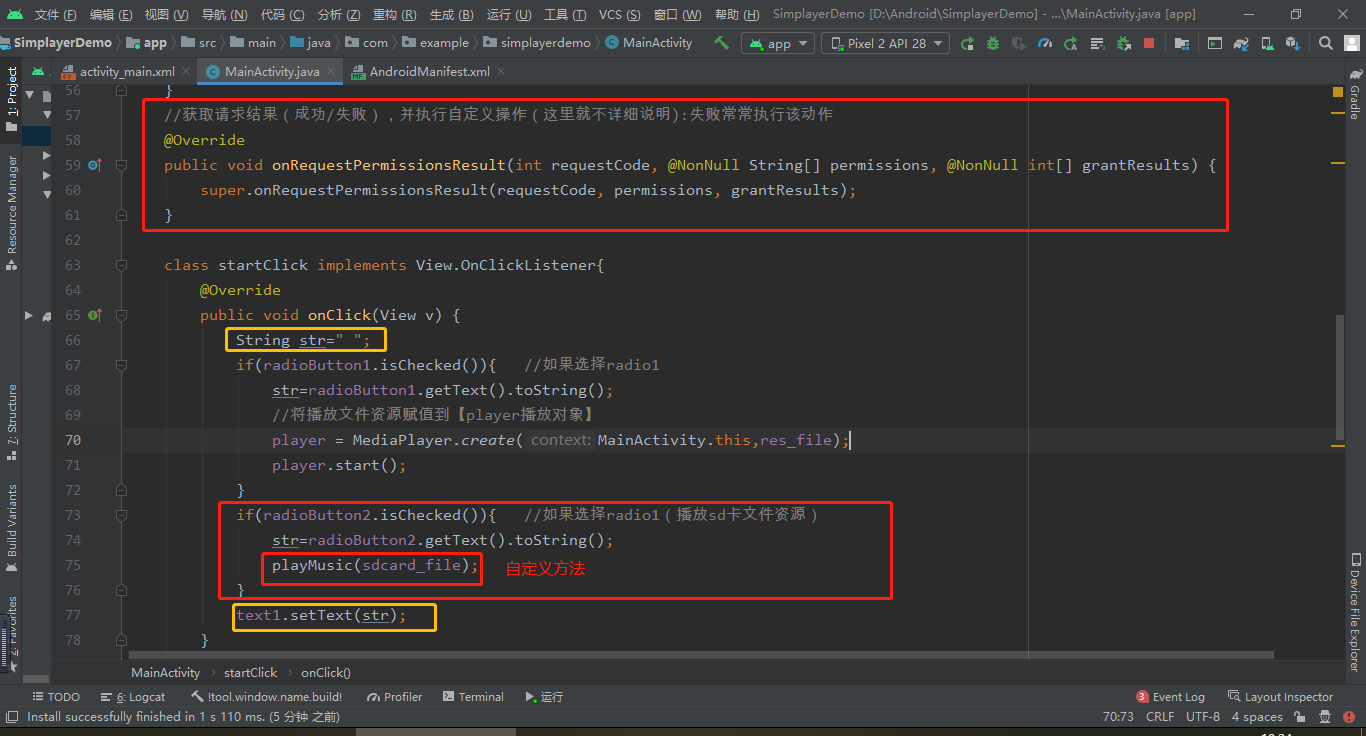 文件 (F) 编辑 (E) 视图 (V) 导航 (N) 代码 (C) 分析 (Z) 重构 (R) 生成 (B) 运行 (U) 工具 (T) VCS (S) 窗口 (W) 帮助 (H) SimplayerDemo [D:\Android\SimplayerDemo] - ...\MainActivity.java [app]
SimplayerDemo app src main java com example simplayerdemo MainActivity app Pixel 2 API 28
activity_main.xml MainActivity.java AndroidManifest.xml
1: Project
Resource Manager
7: Structure
Build Variants
2: Favorites
Gradle
Device File Explorer
56 }
57 //获取请求结果（成功/失败），并执行自定义操作（这里就不详细说明):失败常常执行该动作
58 @Override
59 public void onRequestPermissionsResult(int requestCode, @NonNull String[] permissions, @NonNull int[] grantResults) {
60 super.onRequestPermissionsResult(requestCode, permissions, grantResults);
61 }
62
63 class startClick implements View.OnClickListener{
64 @Override
65 public void onClick(View v) {
66 String str=" ";
67 if(radioButton1.isChecked()){ //如果选择radio1
68 str=radioButton1.getText().toString();
69 //将播放文件资源赋值到【player播放对象】
70 player = MediaPlayer.create( context: MainActivity.this,res_file);
71 player.start();
72 }
73 if(radioButton2.isChecked()){ //如果选择radio1（播放sd卡文件资源）
74 str=radioButton2.getText().toString();
75 playMusic(sdcard_file); 自定义方法
76 }
77 text1.setText(str);
78 }
MainActivity startClick onClick()
TODO 6: Logcat !tool.window.name.build! Profiler Terminal 运行 3 Event Log Layout Inspector
Install successfully finished in 1 s 110 ms. (5 分钟 之前) 70:73 CRLF UTF-8 4 spaces